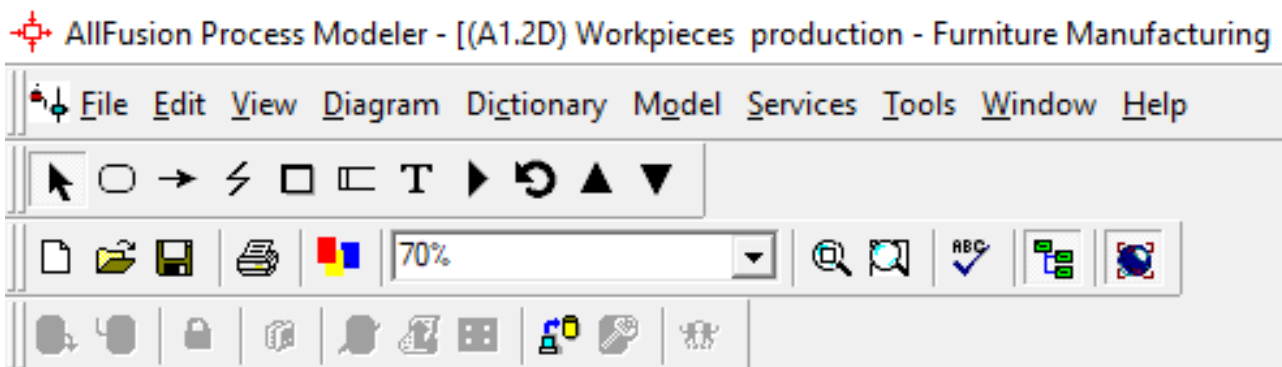 AllFusion Process Modeler - [(A1.2D) Workpieces  production - Furniture Manufacturing
File Edit View Diagram Dictionary Model Services Tools Window Help
T
70%
ABC